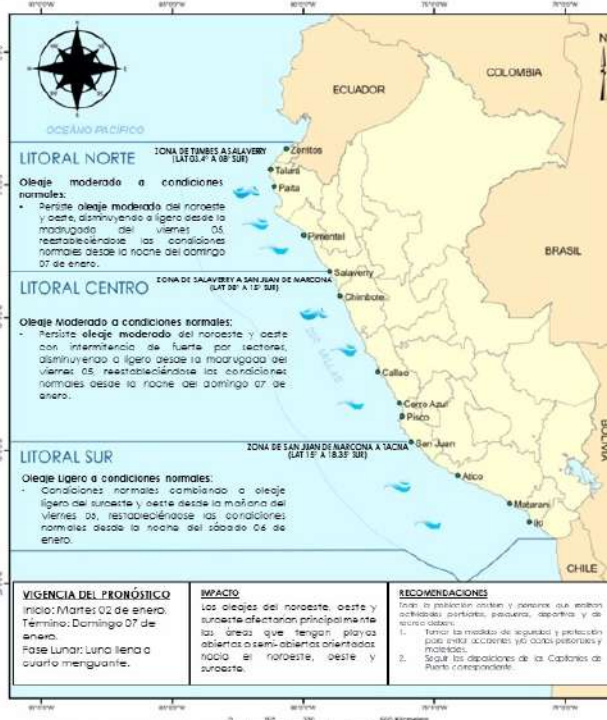 N
ECUADOR
COLOMBIA
OCEÁNO PACÍFICO
LITORAL NORTE
ZONA DE TUMBES A SALAVERRY
(LAT 03.4° A 08° SUR)
Zorritos
Talara
Paita
Oleaje moderado a condiciones
normales:
• Persiste oleaje moderado del noroeste
y oeste, disminuyendo a ligero desde la
madrugada del viernes 05,
reestableciéndose las condiciones
normales desde la noche del domingo
07 de enero.
Pimentel
BRASIL
LITORAL CENTRO
ZONA DE SALAVERRY A SAN JUAN DE MARCONA
(LAT 08° A 15° SUR)
Salaverry
Chimbote
Oleaje Moderado a condiciones normales:
- Persiste oleaje moderado del noroeste y oeste
con intermitencia de fuerte por sectores,
disminuyendo a ligero desde la madrugada del
viernes 05, reestableciéndose las condiciones
normales desde la noche del domingo 07 de
enero.
Callao
Cerro Azul
Pisco
San Juan
BOLIVIA
LITORAL SUR
ZONA DE SAN JUAN DE MARCONA A TACNA
(LAT 15° A 18.35° SUR)
Oleaje Ligero a condiciones normales:
- Condiciones normales cambiando a oleaje
ligero del suroeste y oeste desde la mañana del
viernes 05, restableciéndose las condiciones
normales desde la noche del sábado 06 de
enero.
Atico
Matarani
Ilo
CHILE
VIGENCIA DEL PRONÓSTICO
Inicio: Martes 02 de enero.
Término: Domingo 07 de
enero.
Fase Lunar: Luna llena a
cuarto menguante.
IMPACTO
Los oleajes del noroeste, oeste y
suroeste afectarían principalmente
las áreas que tengan playas
abiertas o semi-abiertas orientadas
hacia el noroeste, oeste y
suroeste.
RECOMENDACIONES
Toda la población costera y personas que realizan
actividades portuarias, pesqueras, deportivas y de
recreo deben:
1. Tomar las medidas de seguridad y protección
para evitar accidentes y/o daños personales y
materiales.
2. Seguir las disposiciones de las Capitanías de
Puerto correspondiente.